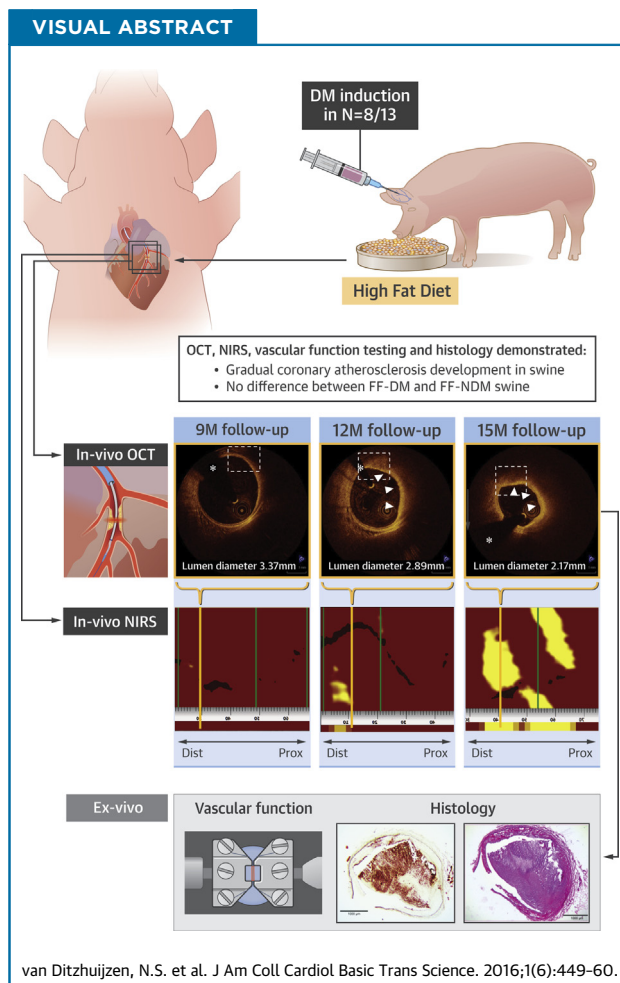 VISUAL ABSTRACT
DM induction
in N=8/13
High Fat Diet
OCT, NIRS, vascular function testing and histology demonstrated:
• Gradual coronary atherosclerosis development in swine
• No difference between FF-DM and FF-NDM swine
9M follow-up
12M follow-up
15M follow-up
In-vivo OCT
*
*
*
Lumen diameter 3.37mm
Lumen diameter 2.89mm
Lumen diameter 2.17mm
In-vivo NIRS
Dist
Prox
Dist
Prox
Dist
Prox
Ex-vivo
Vascular function
Histology
van Ditzhuijzen, N.S. et al. J Am Coll Cardiol Basic Trans Science. 2016;1(6):449-60.